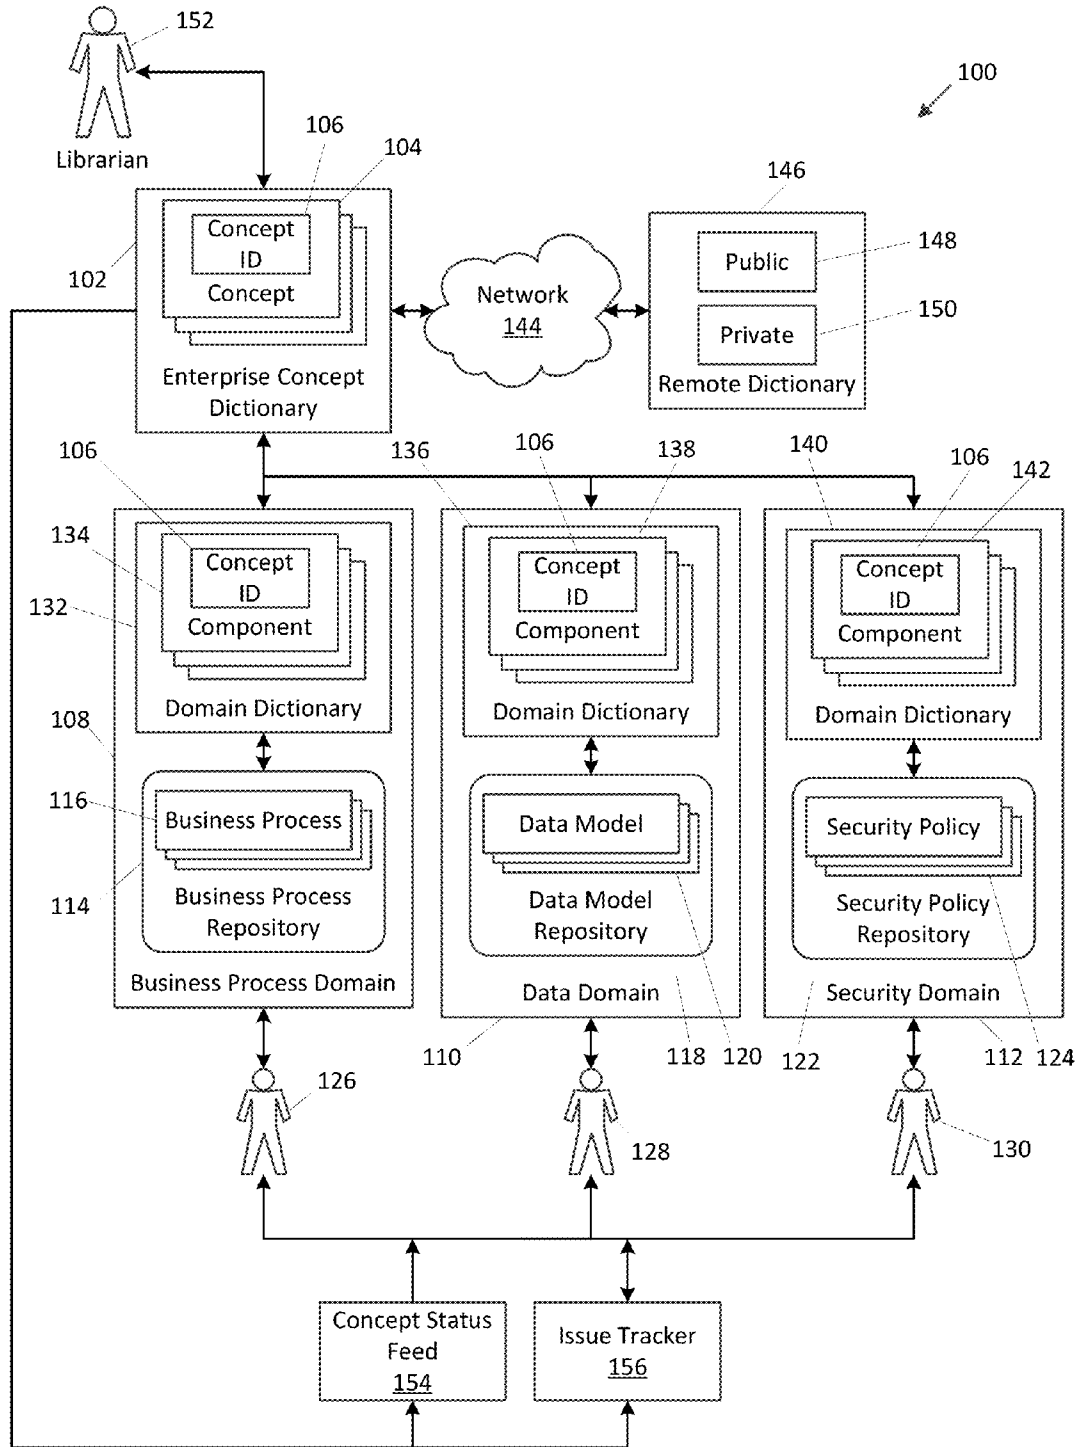 152
100
Librarian
106
104
146
Concept
ID
Concept
102
Enterprise Concept
Dictionary
Network
144
Public
148
Private
150
Remote Dictionary
106
136
106
138
140
106
142
134
132
Concept
ID
Component
Domain Dictionary
Concept
ID
Component
Domain Dictionary
Concept
ID
Component
Domain Dictionary
108
116
114
Business Process
Business Process
Repository
Business Process Domain
Data Model
Data Model
Repository
Data Domain
Security Policy
Security Policy
Repository
Security Domain
110
118
120
122
112
124
126
128
130
Concept Status
Feed
154
Issue Tracker
156